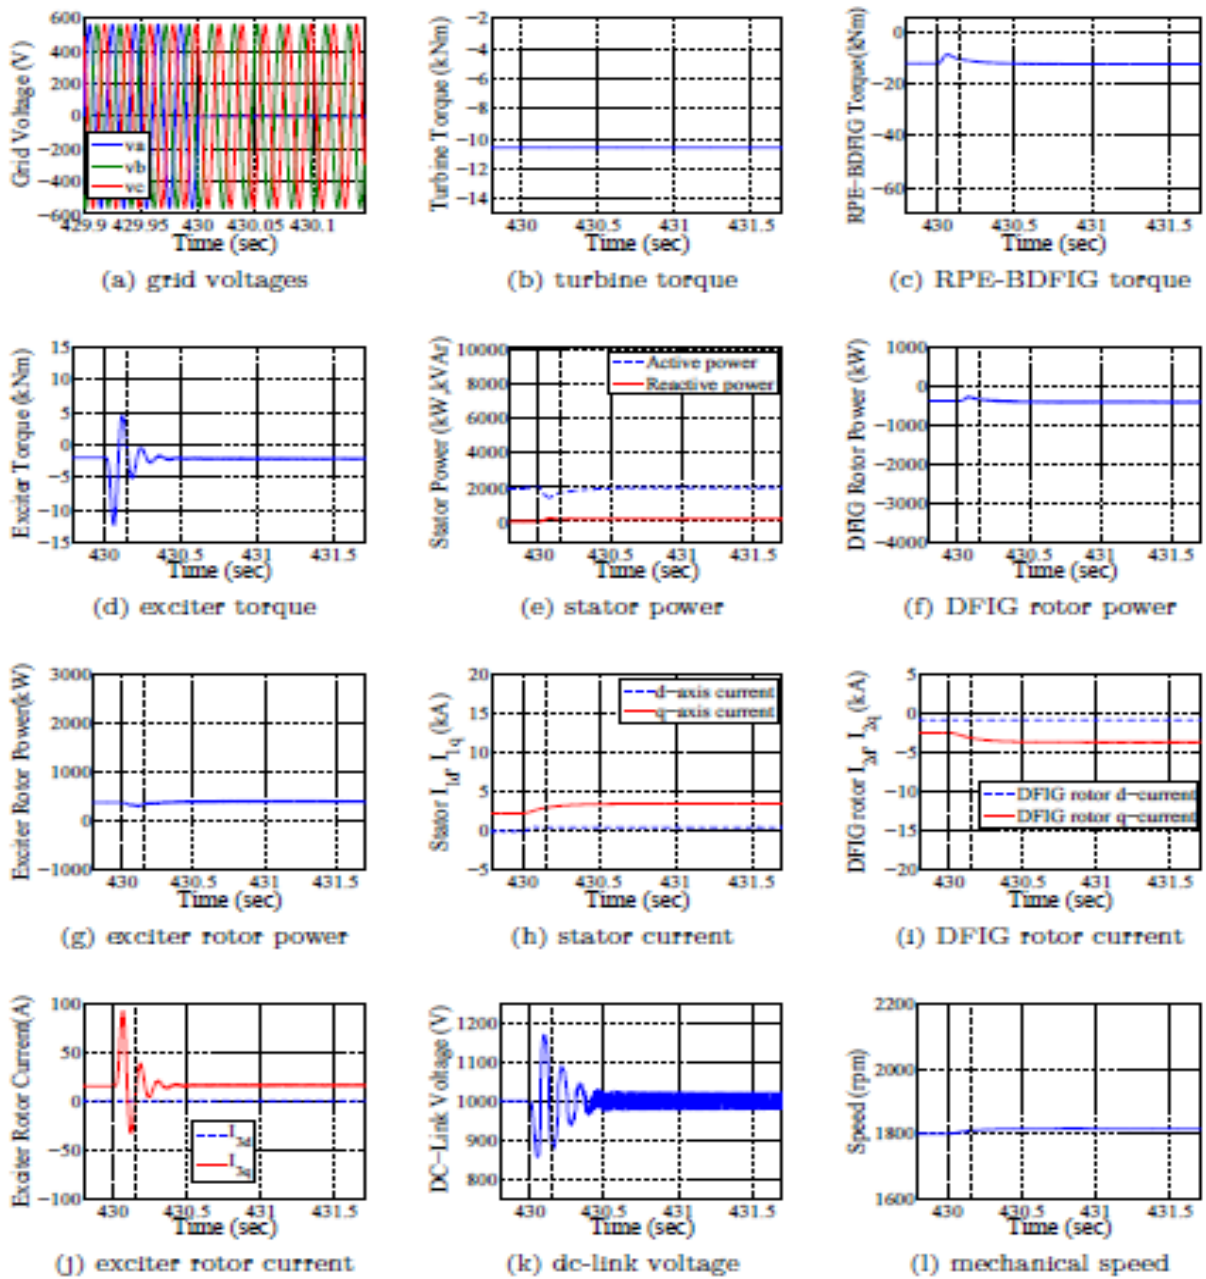 Grid Voltage (V)
600
400
200
0
−200
−400
−600
va
vb
vc
429.9 429.95 430 430.05 430.1
Time (sec)
(a) grid voltages
Turbine Torque (kNm)
−2
−4
−6
−8
−10
−12
−14
430 430.5 431 431.5
Time (sec)
(b) turbine torque
RPE−BDFIG Torque(kNm)
0
−20
−40
−60
430 430.5 431 431.5
Time (sec)
(c) RPE-BDFIG torque
Exciter Torque (kNm)
15
10
5
0
−5
−10
−15
430 430.5 431 431.5
Time (sec)
(d) exciter torque
Stator Power (kW,kVAr)
10000
8000
6000
4000
2000
0
Active power
Reactive power
430 430.5 431 431.5
Time (sec)
(e) stator power
DFIG Rotor Power (kW)
1000
0
−1000
−2000
−3000
−4000
430 430.5 431 431.5
Time (sec)
(f) DFIG rotor power
Exciter Rotor Power(kW)
3000
2000
1000
0
−1000
430 430.5 431 431.5
Time (sec)
(g) exciter rotor power
Stator I1d, I1q (kA)
20
15
10
5
0
−5
d−axis current
q−axis current
430 430.5 431 431.5
Time (sec)
(h) stator current
DFIG rotor I2d, I2q (kA)
5
0
−5
−10
−15
−20
DFIG rotor d−current
DFIG rotor q−current
430 430.5 431 431.5
Time (sec)
(i) DFIG rotor current
Exciter Rotor Current(A)
100
50
0
−50
−100
I3d
I3q
430 430.5 431 431.5
Time (sec)
(j) exciter rotor current
DC−Link Voltage (V)
1200
1100
1000
900
800
430 430.5 431 431.5
Time (sec)
(k) dc-link voltage
Speed (rpm)
2200
2000
1800
1600
430 430.5 431 431.5
Time (sec)
(l) mechanical speed